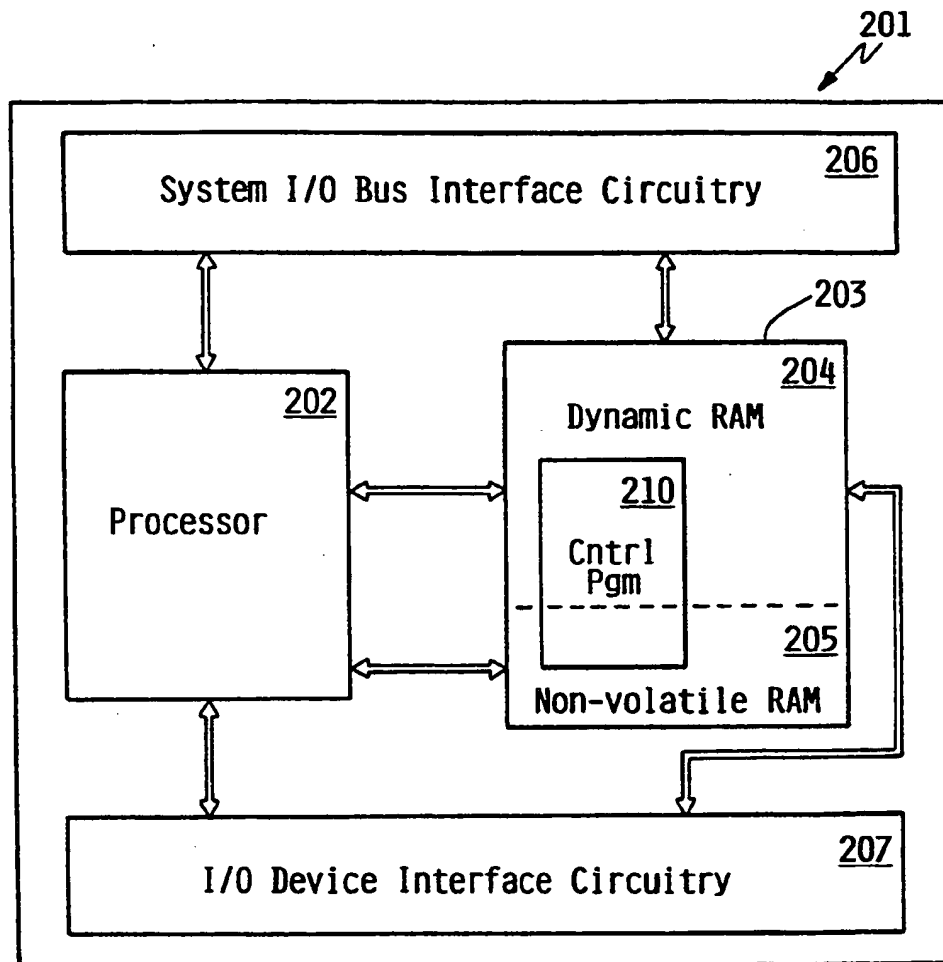 201
206
System I/O Bus Interface Circuitry
203
202
204
Dynamic RAM
210
Processor
Cntrl
Pgm
205
Non-volatile RAM
207
I/O Device Interface Circuitry